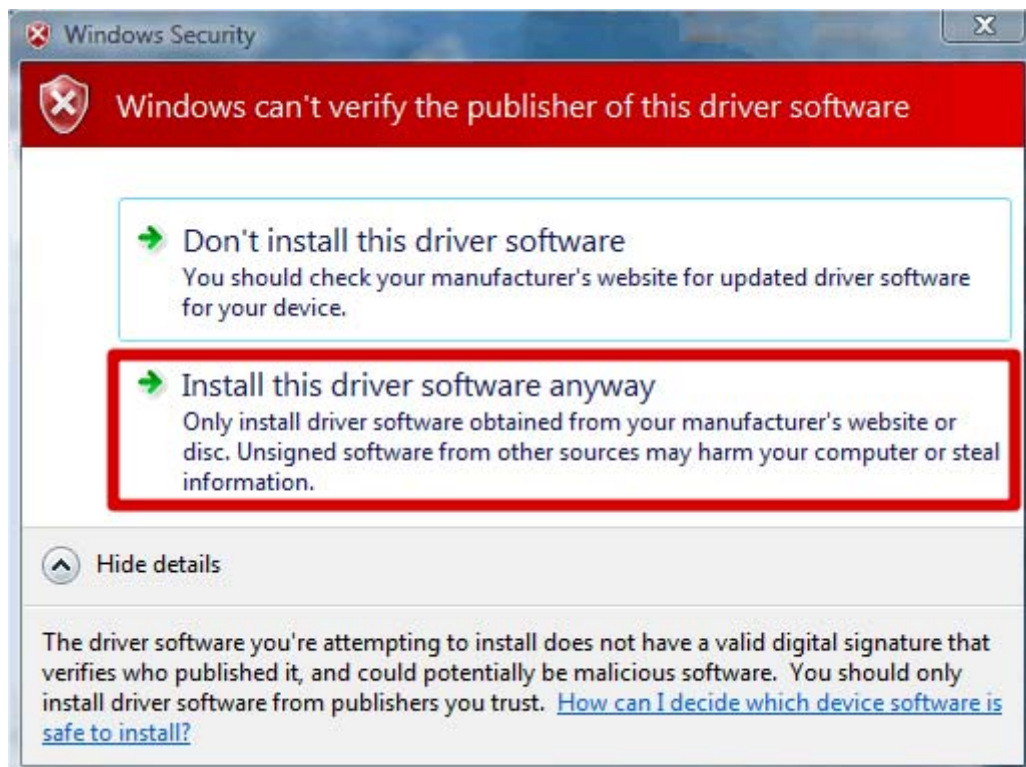 Windows Security
Windows can't verify the publisher of this driver software
Don't install this driver software
You should check your manufacturer's website for updated driver software
for your device.
Install this driver software anyway
Only install driver software obtained from your manufacturer's website or
disc. Unsigned software from other sources may harm your computer or steal
information.
Hide details
The driver software you're attempting to install does not have a valid digital signature that
verifies who published it, and could potentially be malicious software.  You should only
install driver software from publishers you trust.  How can I decide which device software is
safe to install?